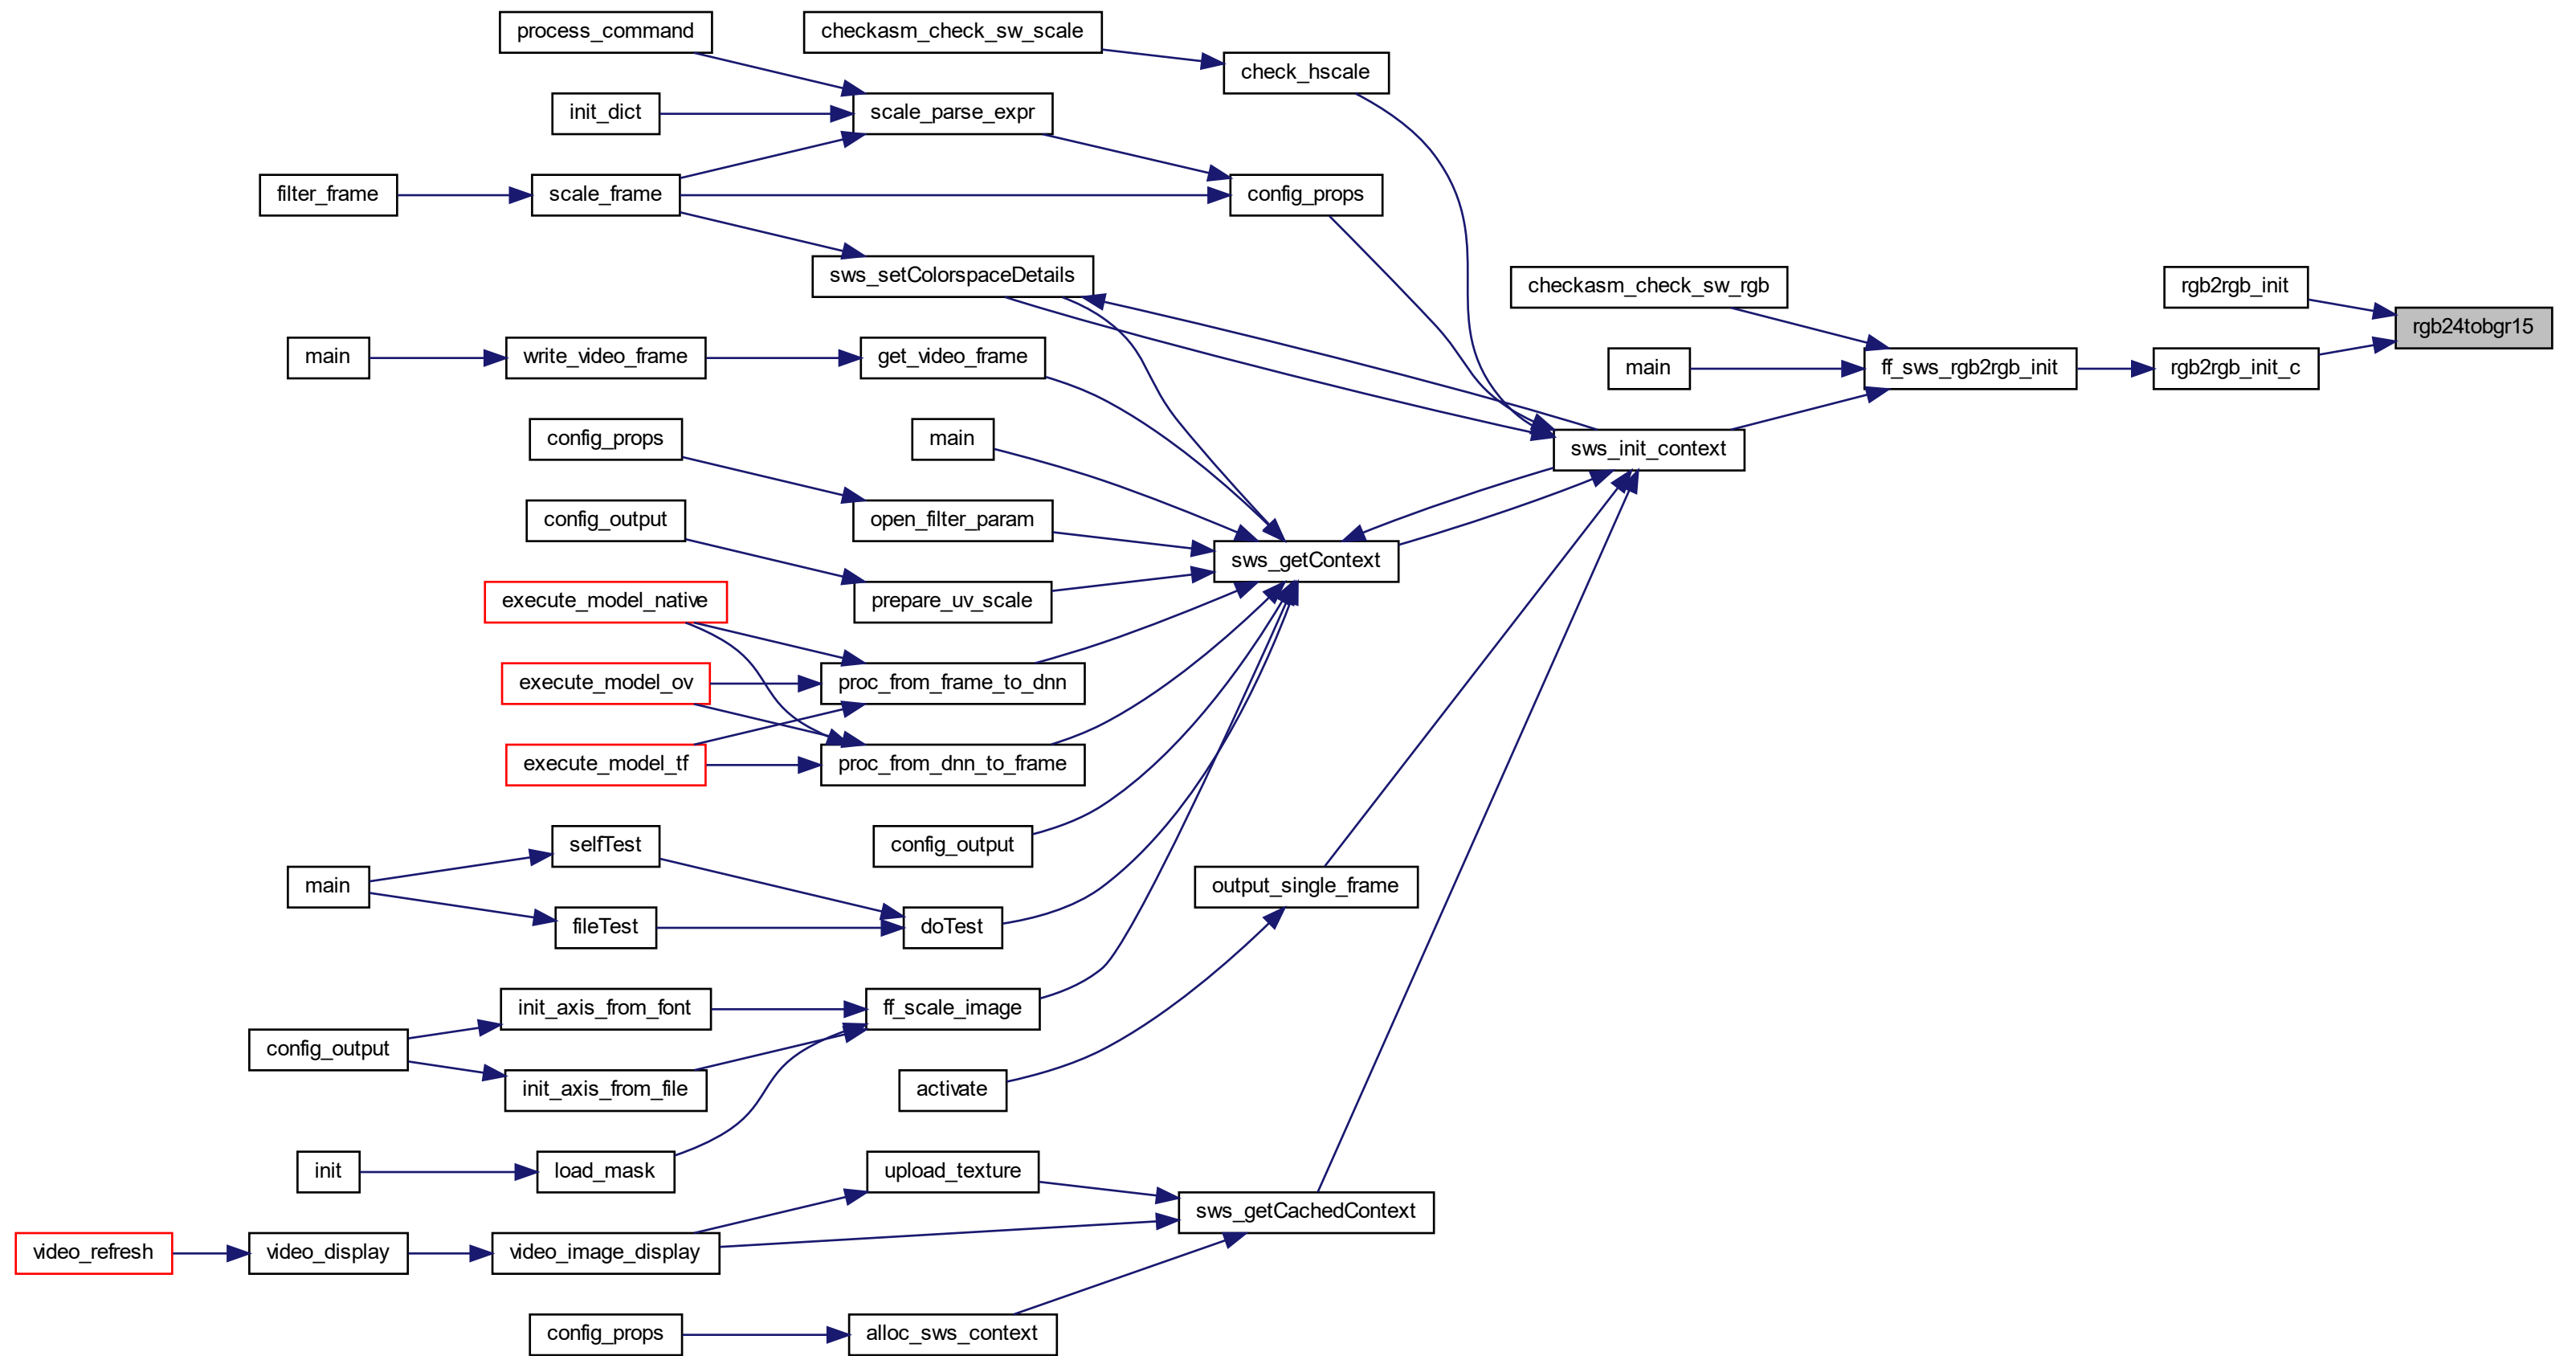 process_command
checkasm_check_sw_scale
check_hscale
init_dict
scale_parse_expr
filter_frame
scale_frame
config_props
sws_setColorspaceDetails
checkasm_check_sw_rgb
rgb2rgb_init
rgb24tobgr15
main
write_video_frame
get_video_frame
main
ff_sws_rgb2rgb_init
rgb2rgb_init_c
config_props
main
sws_init_context
config_output
open_filter_param
sws_getContext
execute_model_native
prepare_uv_scale
execute_model_ov
proc_from_frame_to_dnn
execute_model_tf
proc_from_dnn_to_frame
selfTest
config_output
main
output_single_frame
fileTest
doTest
init_axis_from_font
ff_scale_image
config_output
init_axis_from_file
activate
init
load_mask
upload_texture
sws_getCachedContext
video_refresh
video_display
video_image_display
config_props
alloc_sws_context